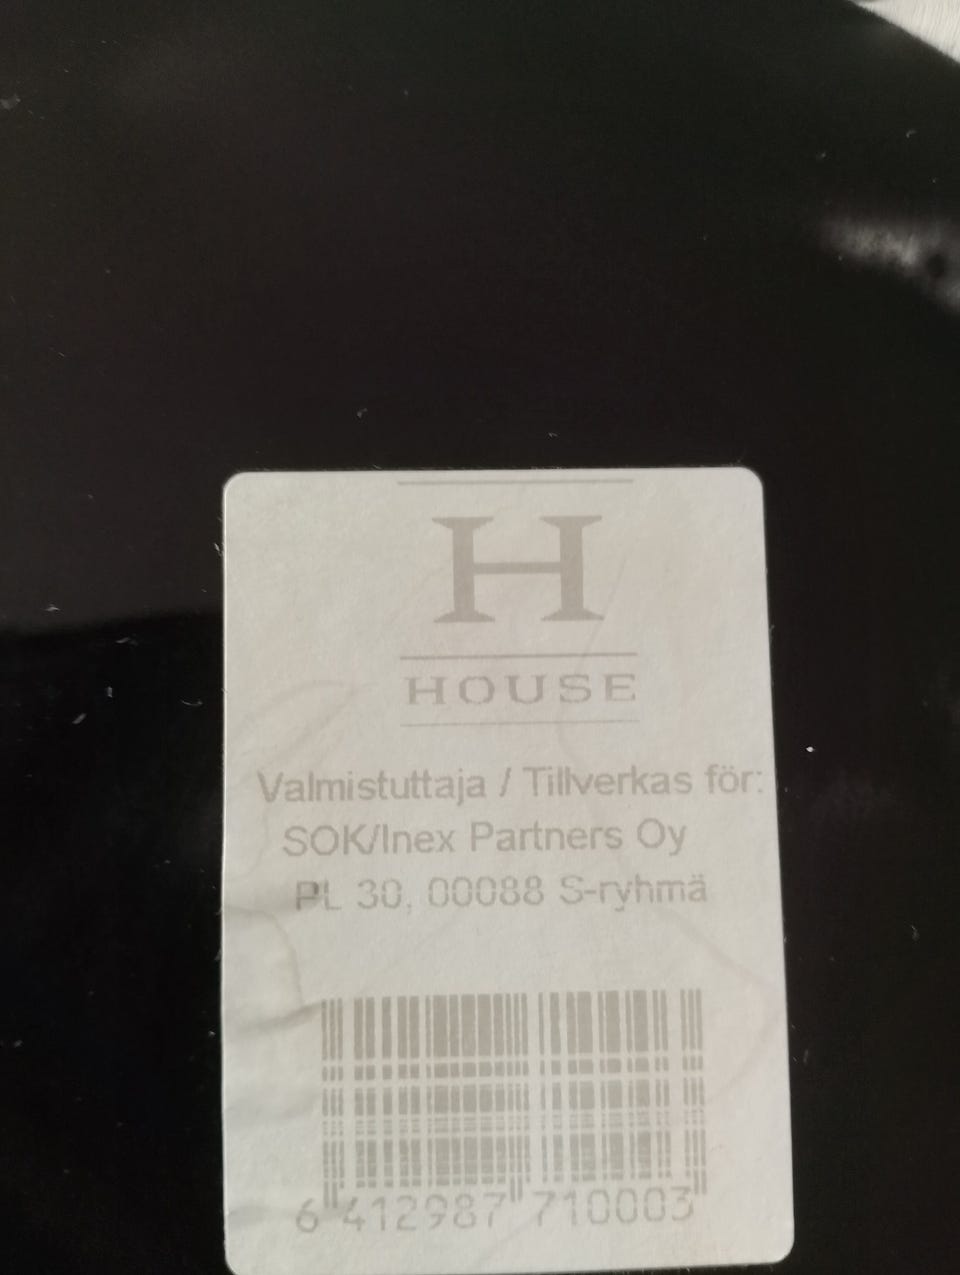 H
HOUSE
Valmistuttaja / Tillverkas för:
SOK/Inex Partners Oy
PL 30, 00088 S-ryhmä
6 412987 710003